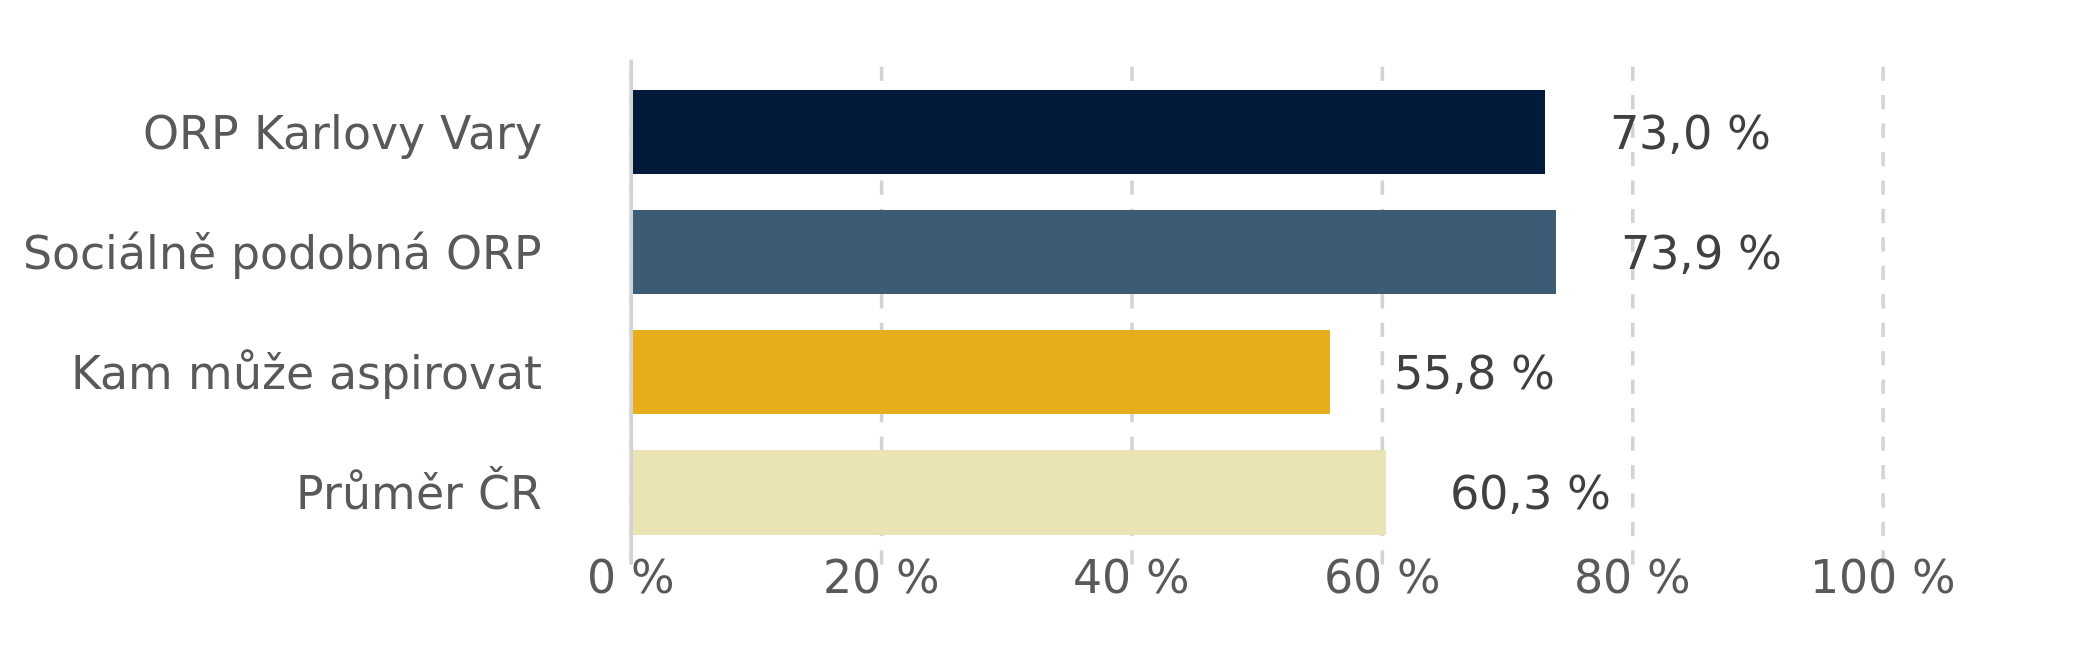 ORP Karlovy Vary 73,0 %
Sociálně podobná ORP 73,9 %
Kam může aspirovat 55,8 %
Průměr ČR 60,3 %
0 % 20 % 40 % 60 % 80 % 100 %